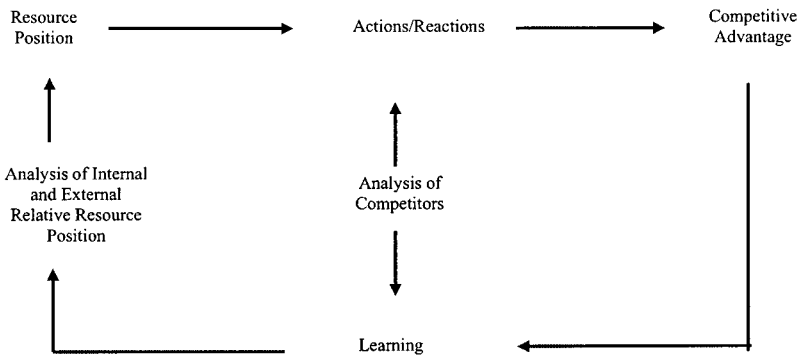 Resource
Position
Actions/Reactions
Competitive
Advantage
Analysis of Internal
and External
Relative Resource
Position
Analysis of
Competitors
Learning